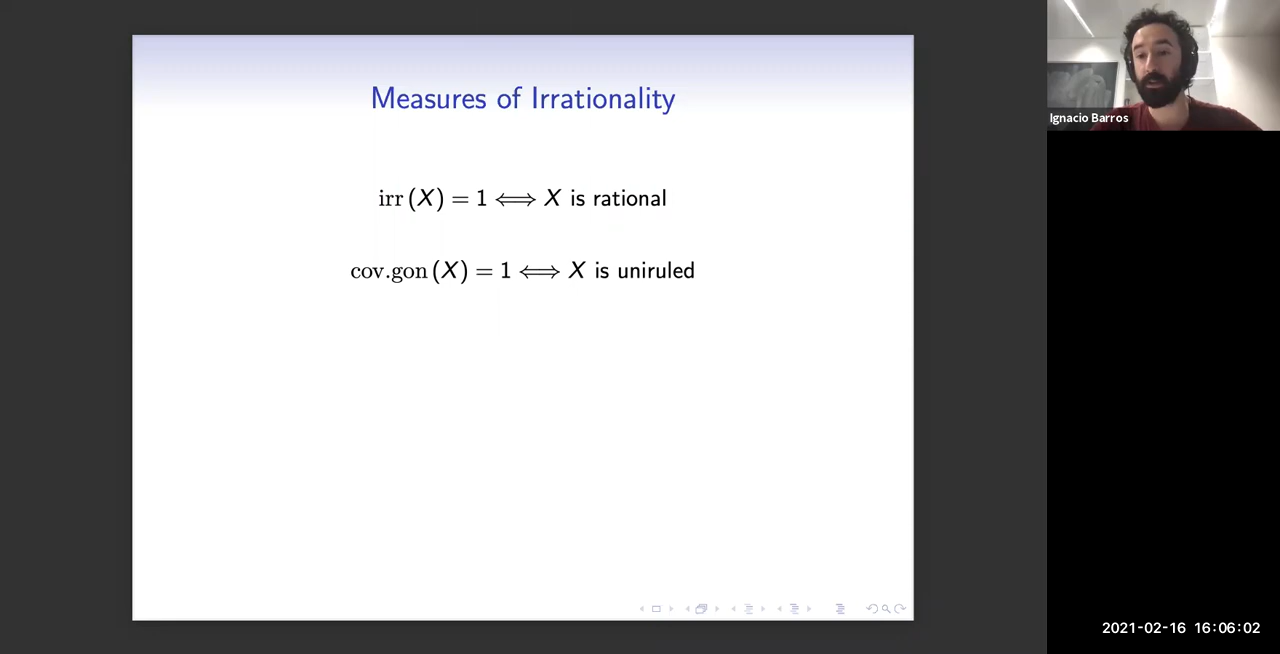 Measures of Irrationality
irr (X) = 1 ⟺ X is rational
cov.gon (X) = 1 ⟺ X is uniruled
Ignacio Barros
2021-02-16 16:06:02